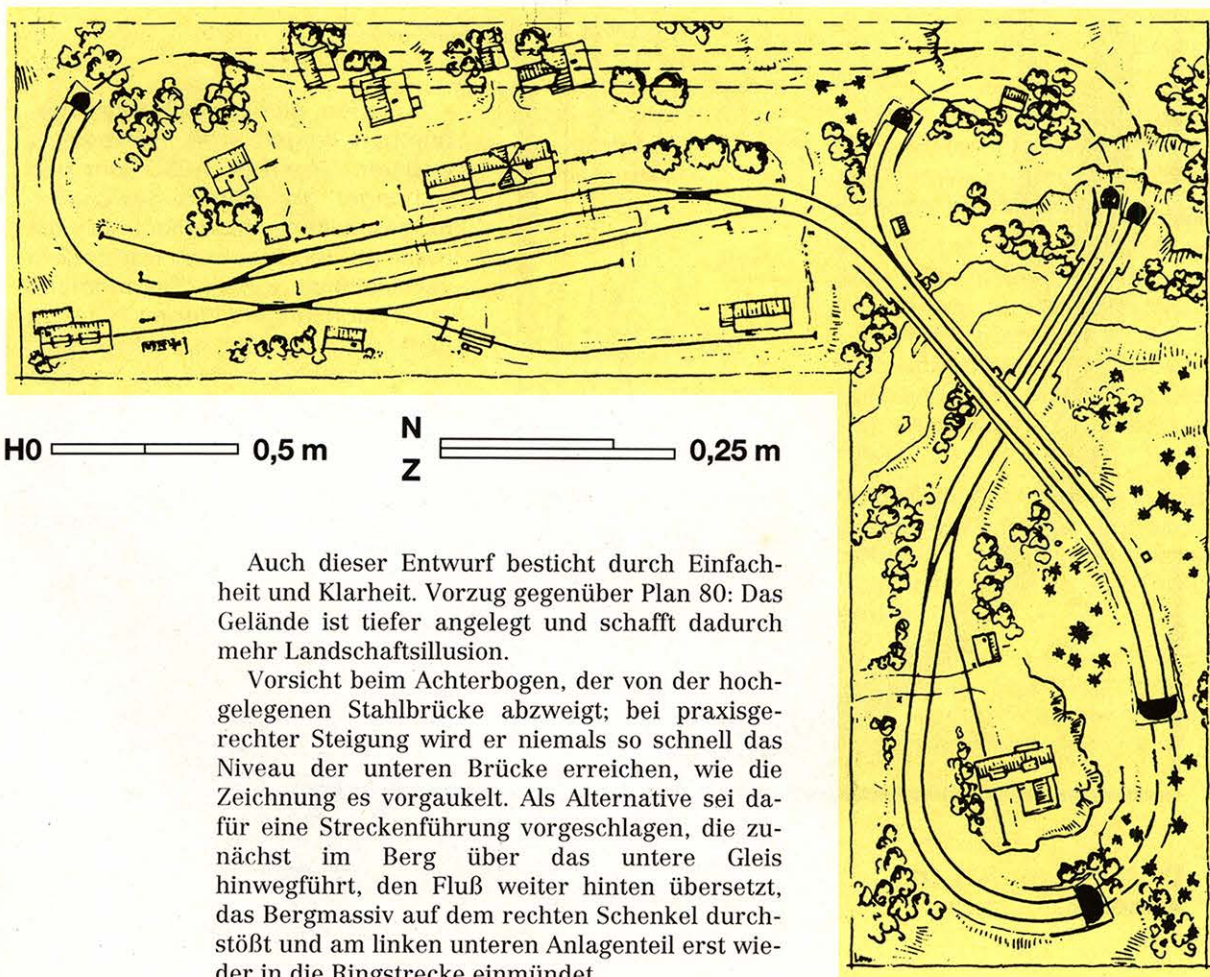 H0 0,5 m
N
Z 0,25 m
Auch dieser Entwurf besticht durch Einfach-
heit und Klarheit. Vorzug gegenüber Plan 80: Das
Gelände ist tiefer angelegt und schafft dadurch
mehr Landschaftsillusion.
Vorsicht beim Achterbogen, der von der hoch-
gelegenen Stahlbrücke abzweigt; bei praxisge-
rechter Steigung wird er niemals so schnell das
Niveau der unteren Brücke erreichen, wie die
Zeichnung es vorgaukelt. Als Alternative sei da-
für eine Streckenführung vorgeschlagen, die zu-
nächst im Berg über das untere Gleis
hinwegführt, den Fluß weiter hinten übersetzt,
das Bergmassiv auf dem rechten Schenkel durch-
stößt und am linken unteren Anlagenteil erst wie-
der in die Ringstrecke einmündet.